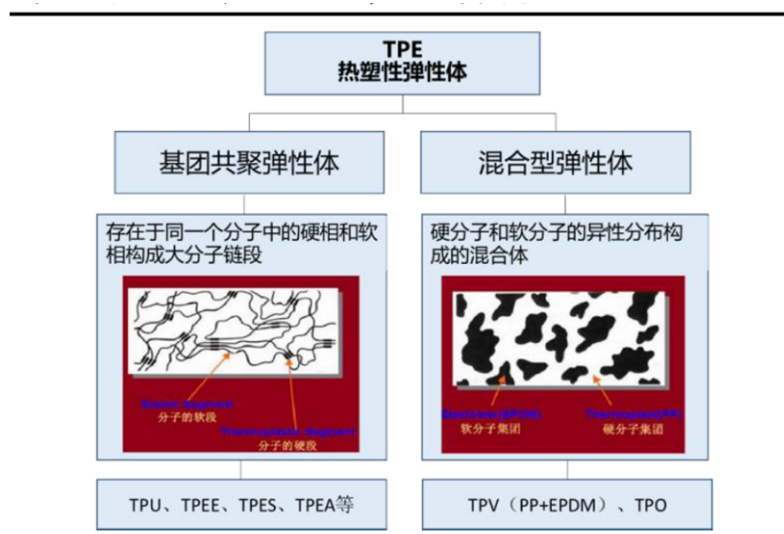 TPE
热塑性弹性体
基团共聚弹性体
混合型弹性体
存在于同一个分子中的硬相和软
相构成大分子链段
硬分子和软分子的异性分布构
成的混合体
Elastic Segment
分子的软段
Thermoplastic Segment
分子的硬段
Elastomer(EPDM)
软分子集团
Thermoplast(PP)
硬分子集团
TPU、TPEE、TPES、TPEA等
TPV（PP+EPDM）、TPO